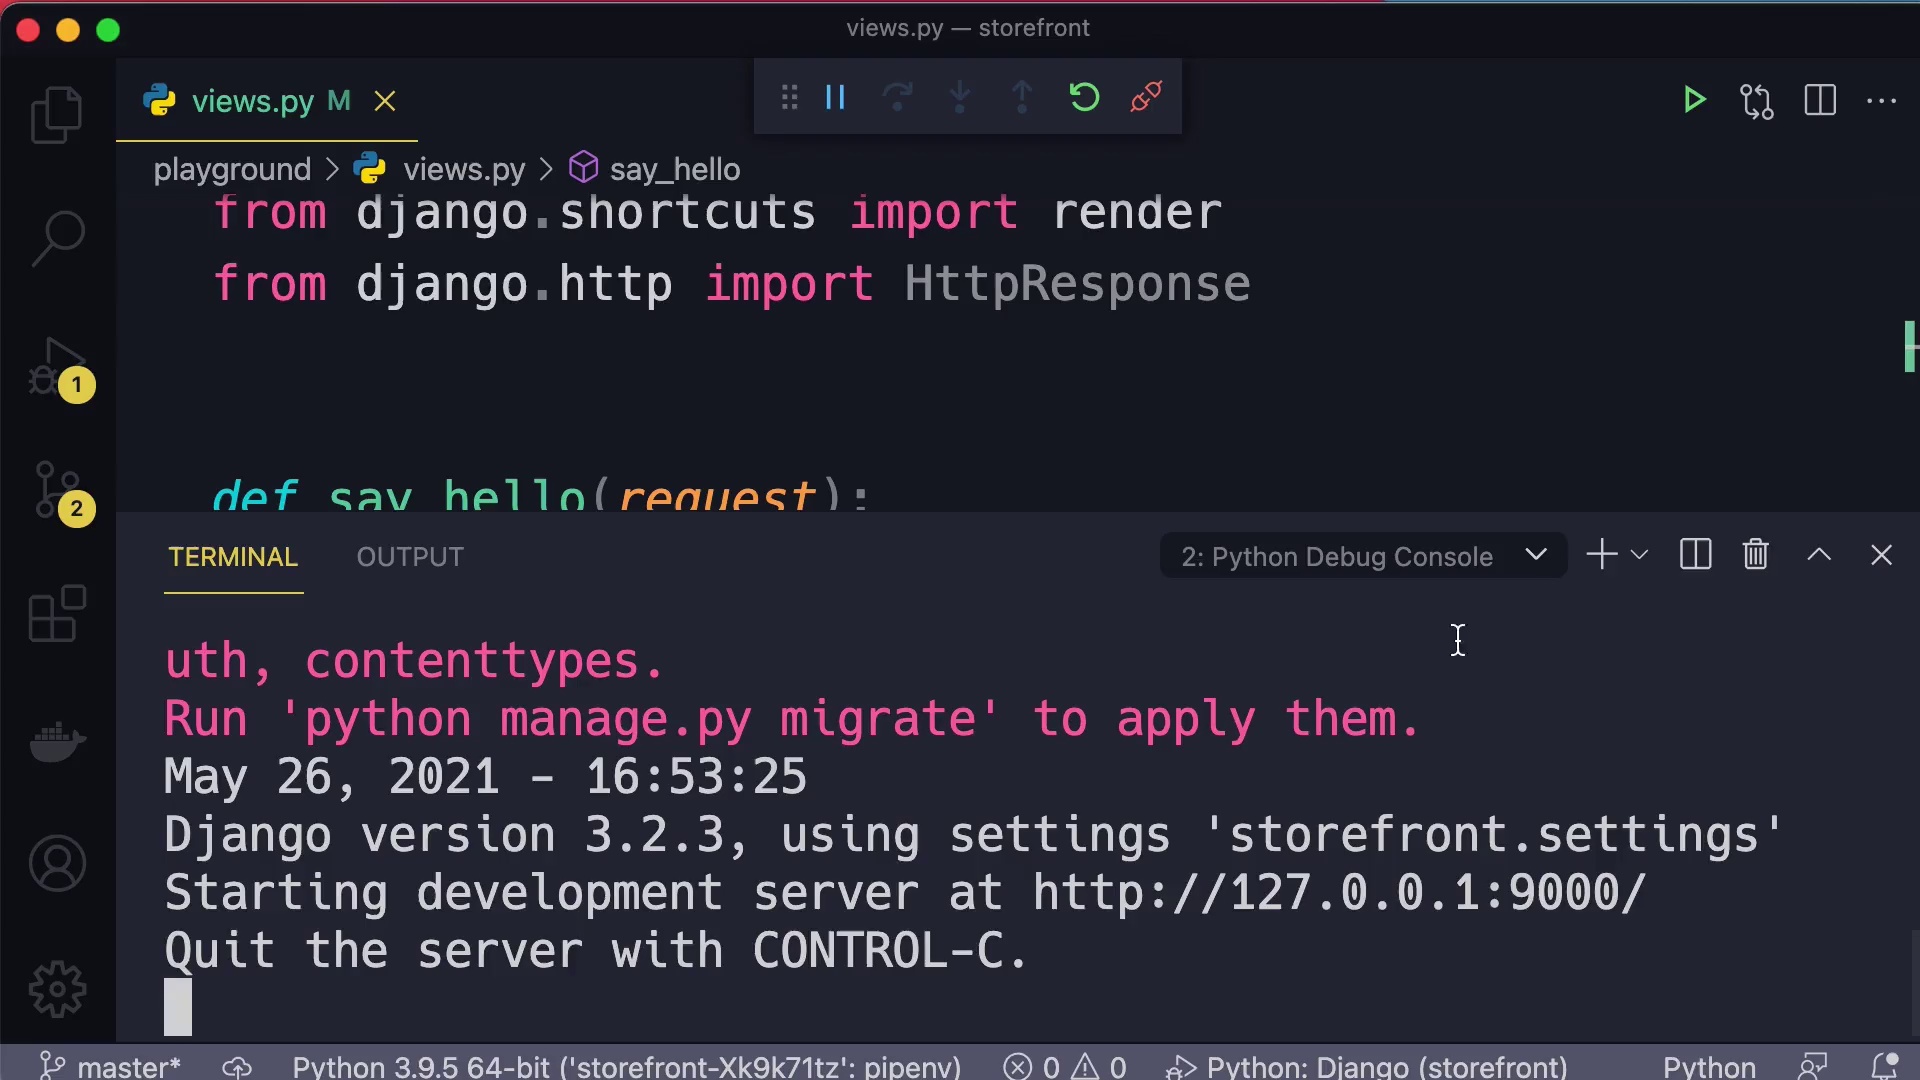 views.py — storefront
views.py M
playground > views.py > say_hello
from django.shortcuts import render
from django.http import HttpResponse
def say_hello(request):
1
2
TERMINAL OUTPUT 2: Python Debug Console
uth, contenttypes.
Run 'python manage.py migrate' to apply them.
May 26, 2021 - 16:53:25
Django version 3.2.3, using settings 'storefront.settings'
Starting development server at http://127.0.0.1:9000/
Quit the server with CONTROL-C.
master* Python 3.9.5 64-bit ('storefront-Xk9k71tz': pipenv) 0 0 Python: Django (storefront) Python